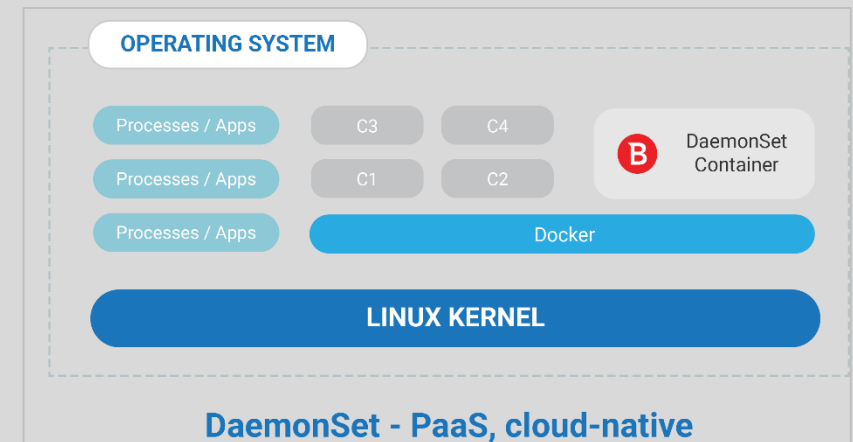 OPERATING SYSTEM
Processes / Apps
C3
C4
B
DaemonSet
Container
Processes / Apps
C1
C2
Processes / Apps
Docker
LINUX KERNEL
DaemonSet - PaaS, cloud-native